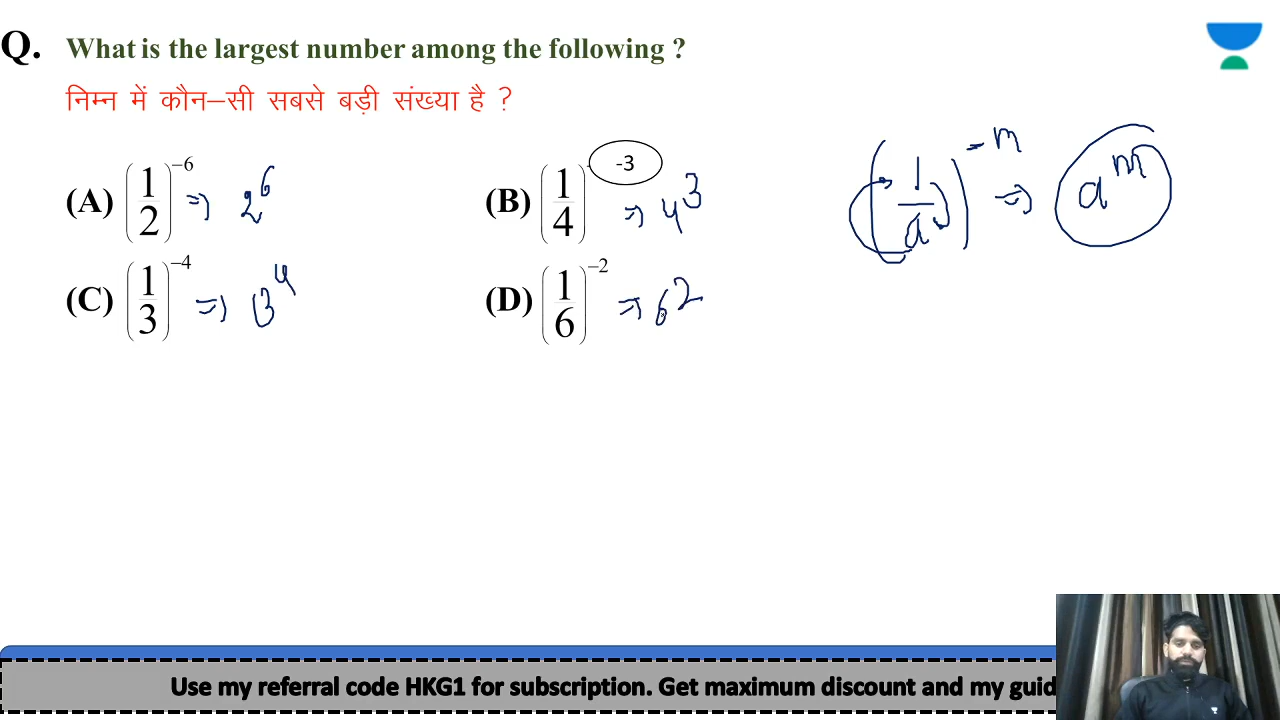 Q. What is the largest number among the following ?
निम्न में कौन–सी सबसे बड़ी संख्या है ?
(A) (1/2)^–6 => 2^6
(B) (1/4)^-3 => 4^3
(1/a)^-m => a^m
(C) (1/3)^–4 => 3^4
(D) (1/6)^–2 => 6^2
Use my referral code HKG1 for subscription. Get maximum discount and my guid